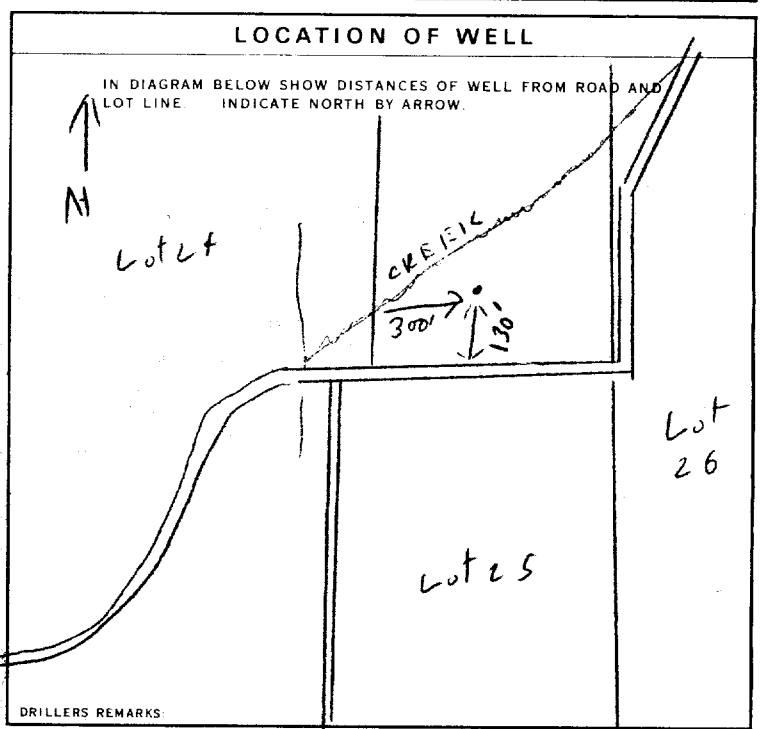 LOCATION OF WELL
IN DIAGRAM BELOW SHOW DISTANCES OF WELL FROM ROAD AND
LOT LINE. INDICATE NORTH BY ARROW.
N
Lot 24
CREEK
300'
130'
Lot
26
Lot 25
DRILLERS REMARKS: